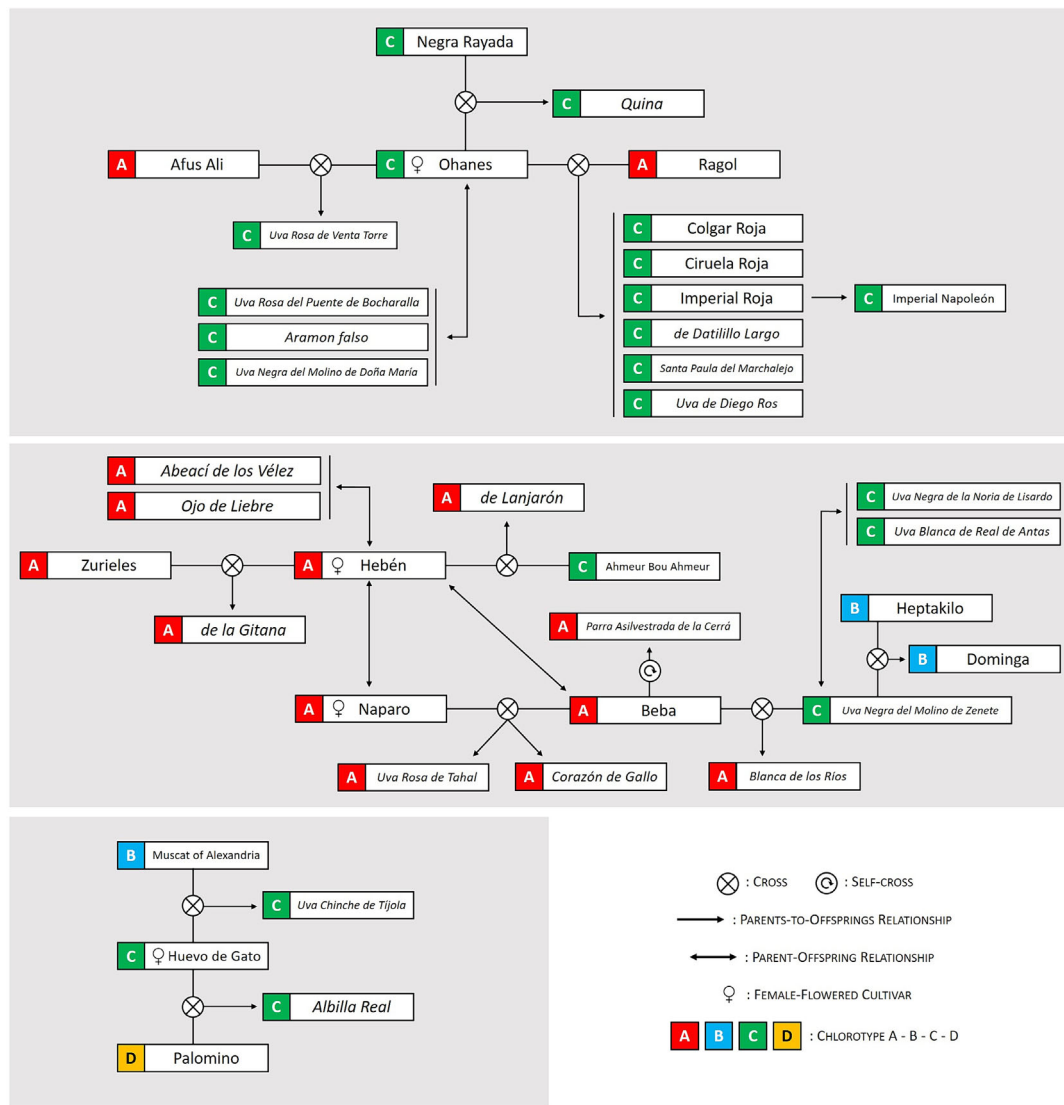 C Negra Rayada
C Quina
A Afus Ali
C ♀ Ohanes
A Ragol
C Uva Rosa de Venta Torre
C Colgar Roja
C Ciruela Roja
C Imperial Roja
C Imperial Napoleón
C de Datilillo Largo
C Santa Paula del Marchalejo
C Uva de Diego Ros
C Uva Rosa del Puente de Bocharalla
C Aramon falso
C Uva Negra del Molino de Doña María
A Abeací de los Vélez
A Ojo de Liebre
A de Lanjarón
C Uva Negra de la Noria de Lisardo
C Uva Blanca de Real de Antas
A Zurieles
A ♀ Hebén
C Ahmeur Bou Ahmeur
A de la Gitana
A Parra Asilvestrada de la Cerrá
B Heptakilo
B Dominga
A ♀ Naparo
A Beba
C Uva Negra del Molino de Zenete
A Uva Rosa de Tahal
A Corazón de Gallo
A Blanca de los Ríos
B Muscat of Alexandria
C Uva Chinche de Tíjola
C ♀ Huevo de Gato
C Albilla Real
D Palomino
: CROSS : SELF-CROSS
: PARENTS-TO-OFFSPRINGS RELATIONSHIP
: PARENT-OFFSPRING RELATIONSHIP
♀ : FEMALE-FLOWERED CULTIVAR
A B C D : CHLOROTYPE A - B - C - D